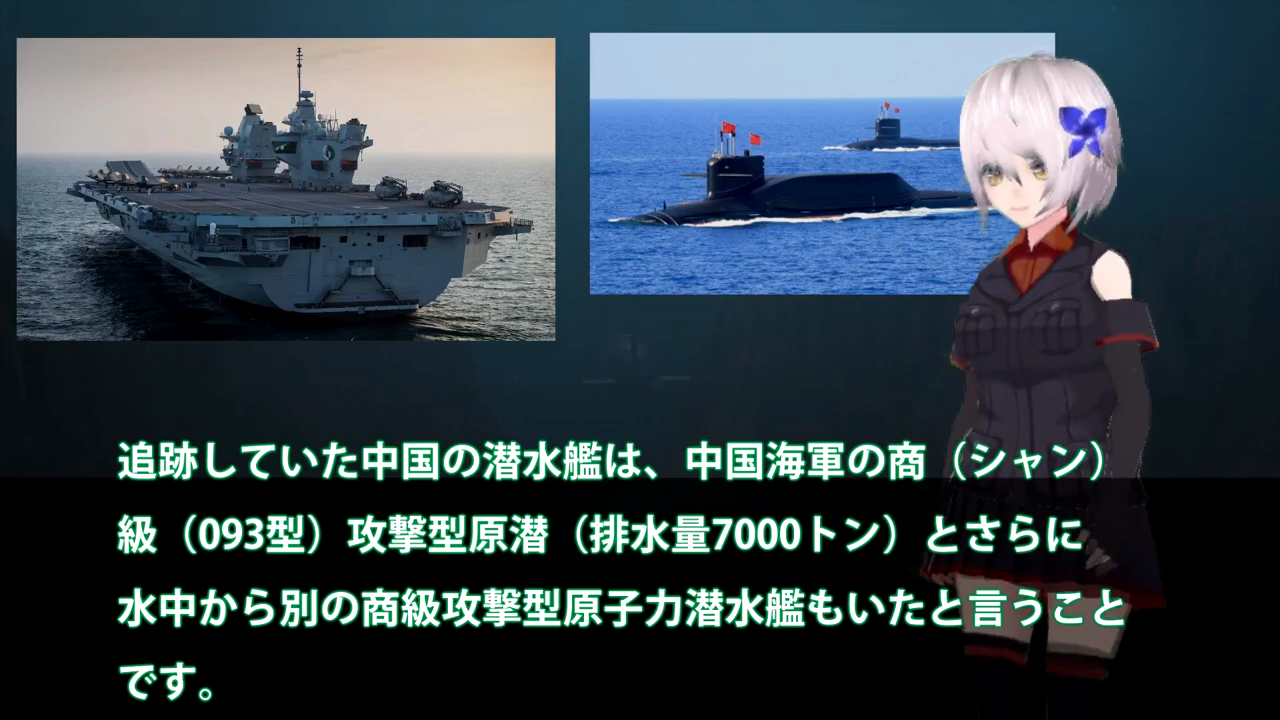 追跡していた中国の潜水艦は、中国海軍の商（シャン）
級（093型）攻撃型原潜（排水量7000トン）とさらに
水中から別の商級攻撃型原子力潜水艦もいたと言うこと
です。